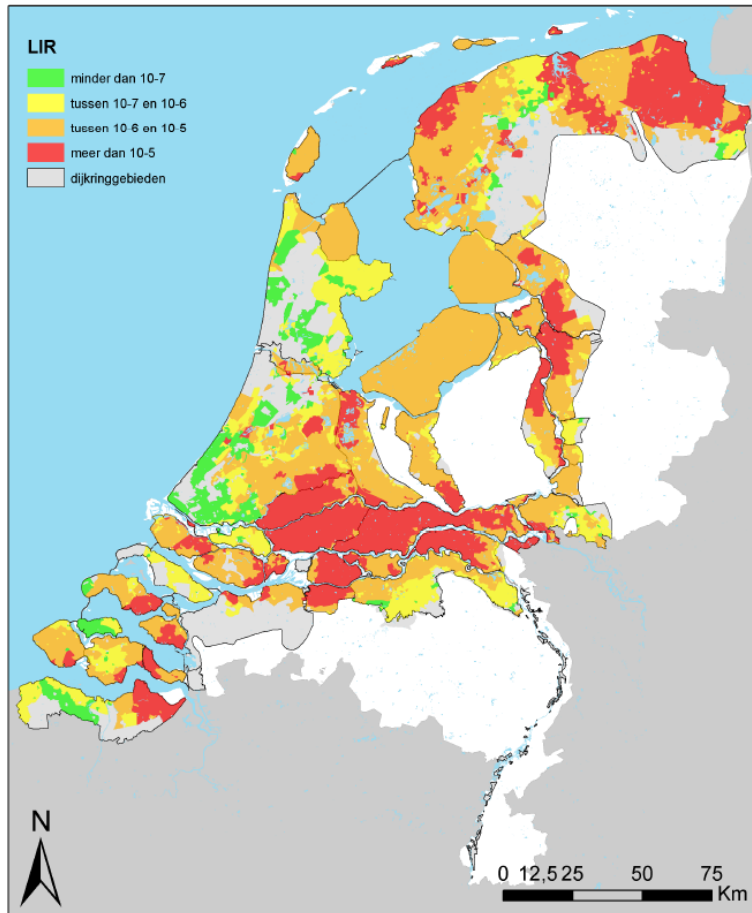 LIR
minder dan 10-7
tussen 10-7 en 10-6
tussen 10-6 en 10-5
meer dan 10-5
dijkringgebieden
N
0 12,5 25 50 75
Km